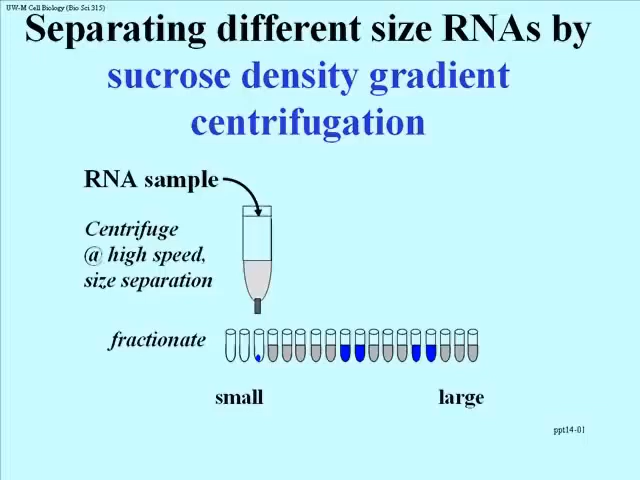 UW-M Cell Biology (Bio Sci 315)
Separating different size RNAs by
sucrose density gradient
centrifugation
RNA sample
Centrifuge
@ high speed,
size separation
fractionate
small large
ppt14-01